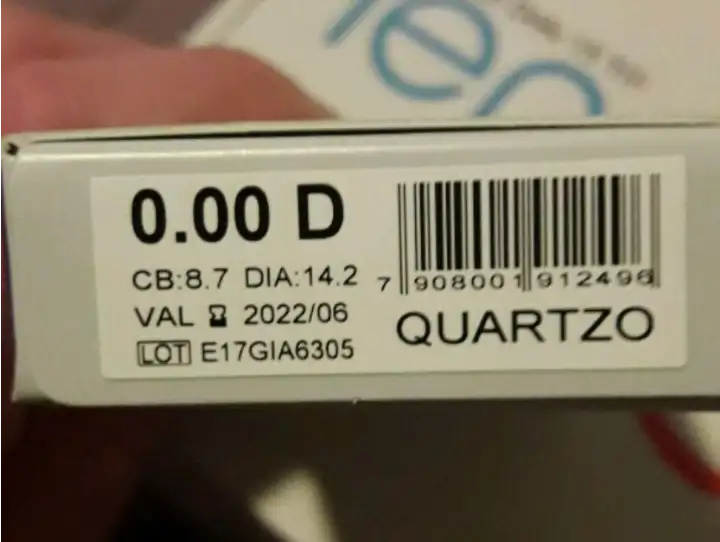 0.00 D
CB:8.7 DIA:14.2
VAL 2022/06
LOT E17GIA6305
7 908001 912496
QUARTZO